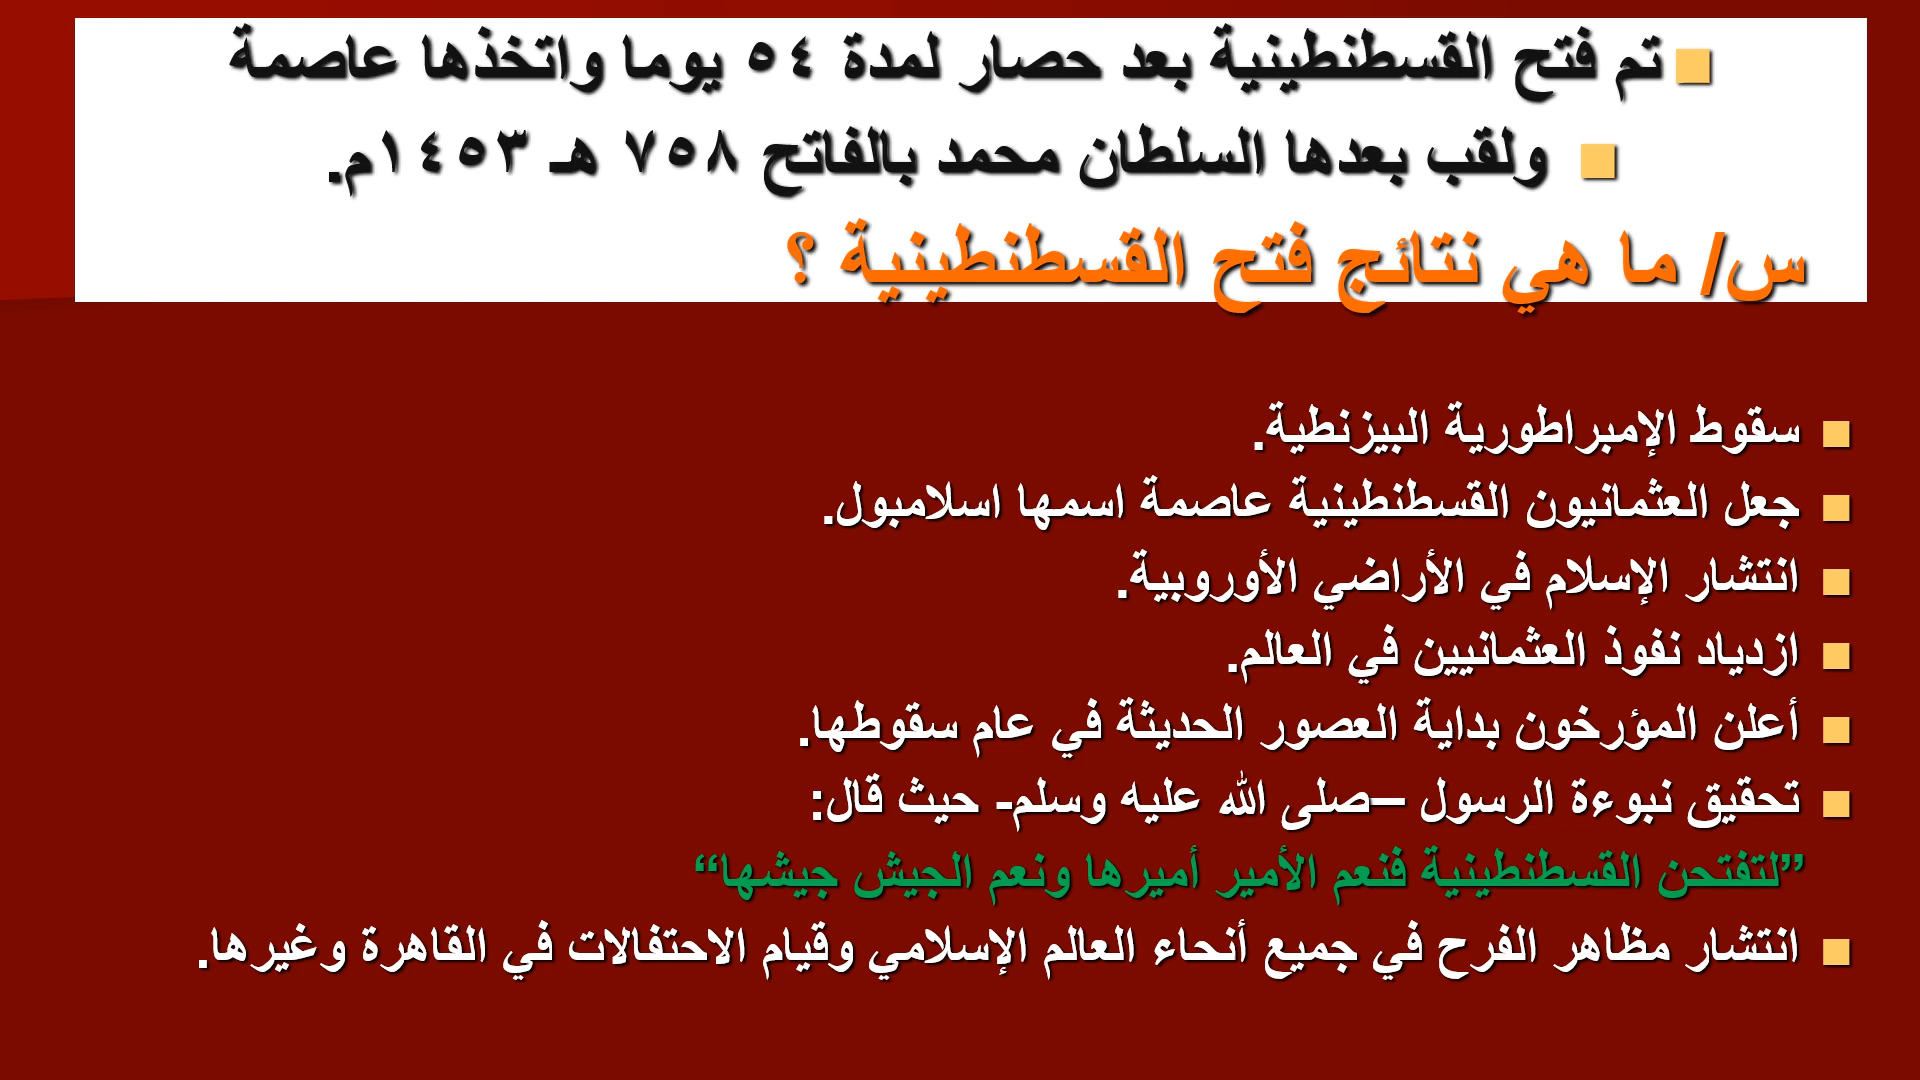 ■ تم فتح القسطنطينية بعد حصار لمدة ٥٤ يوما واتخذها عاصمة
■ ولقب بعدها السلطان محمد بالفاتح ٧٥٨ هـ ١٤٥٣م.
س/ ما هي نتائج فتح القسطنطينية ؟
■ سقوط الإمبراطورية البيزنطية.
■ جعل العثمانيون القسطنطينية عاصمة اسمها اسلامبول.
■ انتشار الإسلام في الأراضي الأوروبية.
■ ازدياد نفوذ العثمانيين في العالم.
■ أعلن المؤرخون بداية العصور الحديثة في عام سقوطها.
■ تحقيق نبوءة الرسول –صلى الله عليه وسلم- حيث قال:
”لتفتحن القسطنطينية فنعم الأمير أميرها ونعم الجيش جيشها“
■ انتشار مظاهر الفرح في جميع أنحاء العالم الإسلامي وقيام الاحتفالات في القاهرة وغيرها.